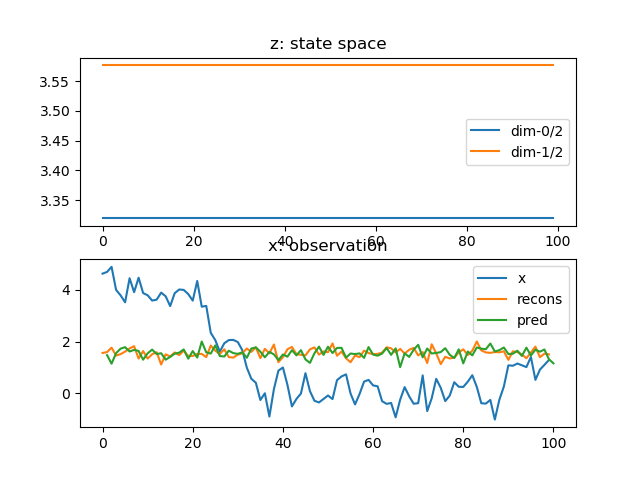 z: state space
3.55
3.50
3.45
3.40
3.35
dim-0/2
dim-1/2
0 20 40 60 80 100
x: observation
4
2
0
x
recons
pred
0 20 40 60 80 100